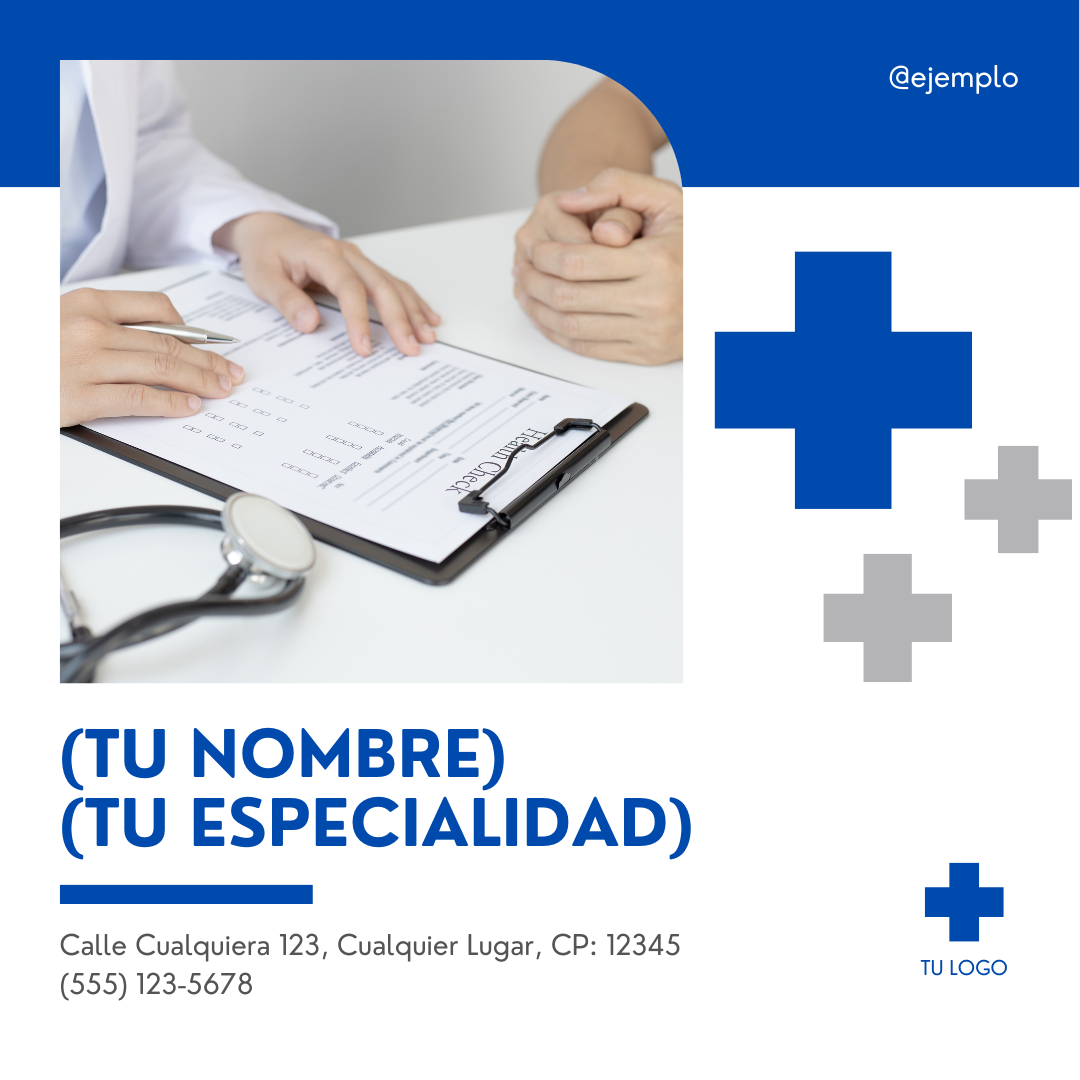 @ejemplo
Health Check
(TU NOMBRE)
(TU ESPECIALIDAD)
Calle Cualquiera 123, Cualquier Lugar, CP: 12345
(555) 123-5678
TU LOGO